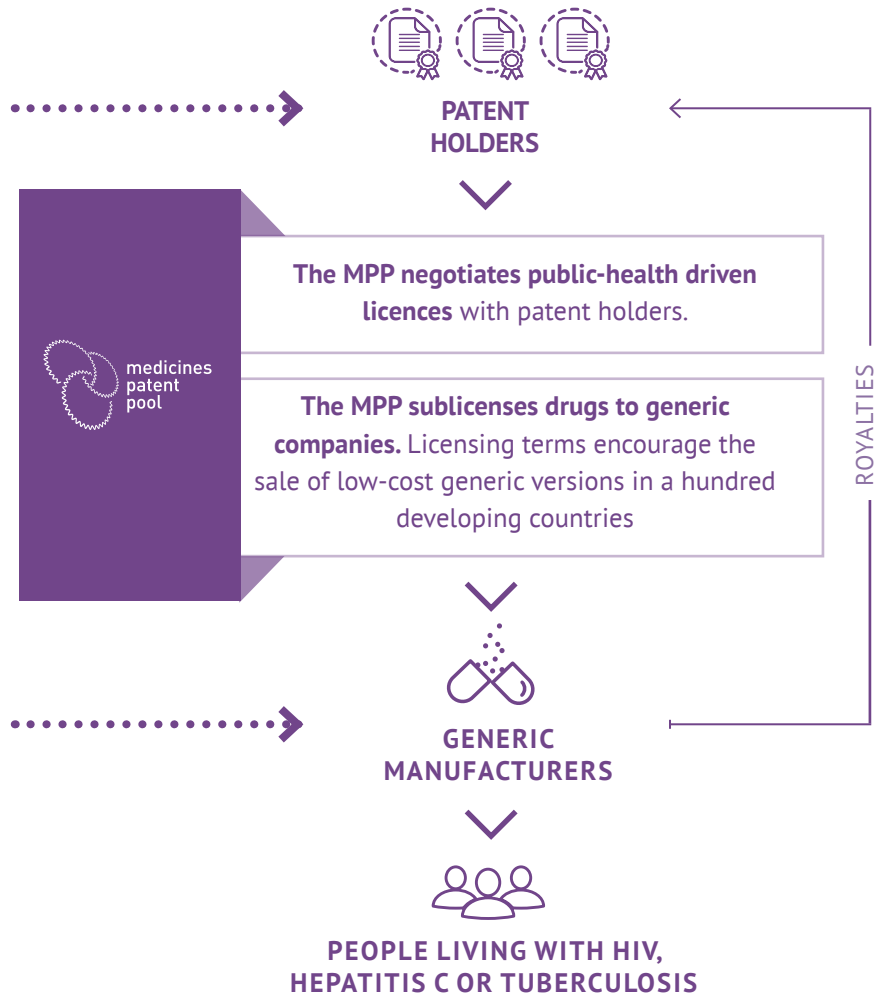 PATENT
HOLDERS
The MPP negotiates public-health driven
licences with patent holders.
medicines
patent
pool
The MPP sublicenses drugs to generic
companies. Licensing terms encourage the
sale of low-cost generic versions in a hundred
developing countries
ROYALTIES
GENERIC
MANUFACTURERS
PEOPLE LIVING WITH HIV,
HEPATITIS C OR TUBERCULOSIS